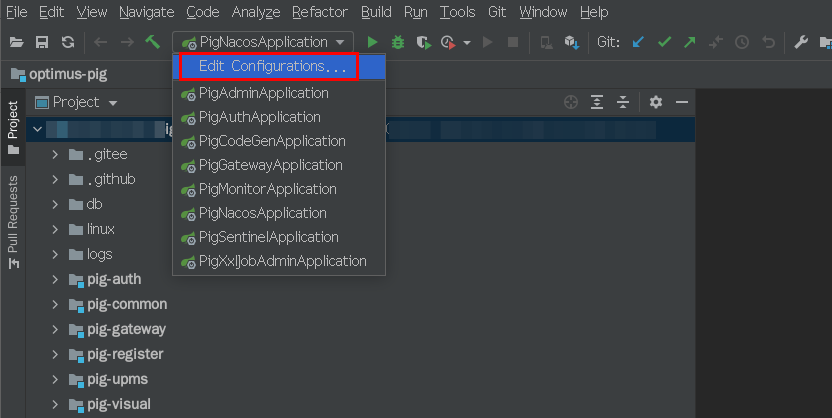 File Edit View Navigate Code Analyze Refactor Build Run Tools Git Window Help
PigNacosApplication Git:
optimus-pig
Edit Configurations...
Project
PigAdminApplication
PigAuthApplication
PigCodeGenApplication
PigGatewayApplication
PigMonitorApplication
PigNacosApplication
PigSentinelApplication
PigXxlJobAdminApplication
.gitee
.github
db
linux
logs
pig-auth
pig-common
pig-gateway
pig-register
pig-upms
pig-visual
Project
Pull Requests